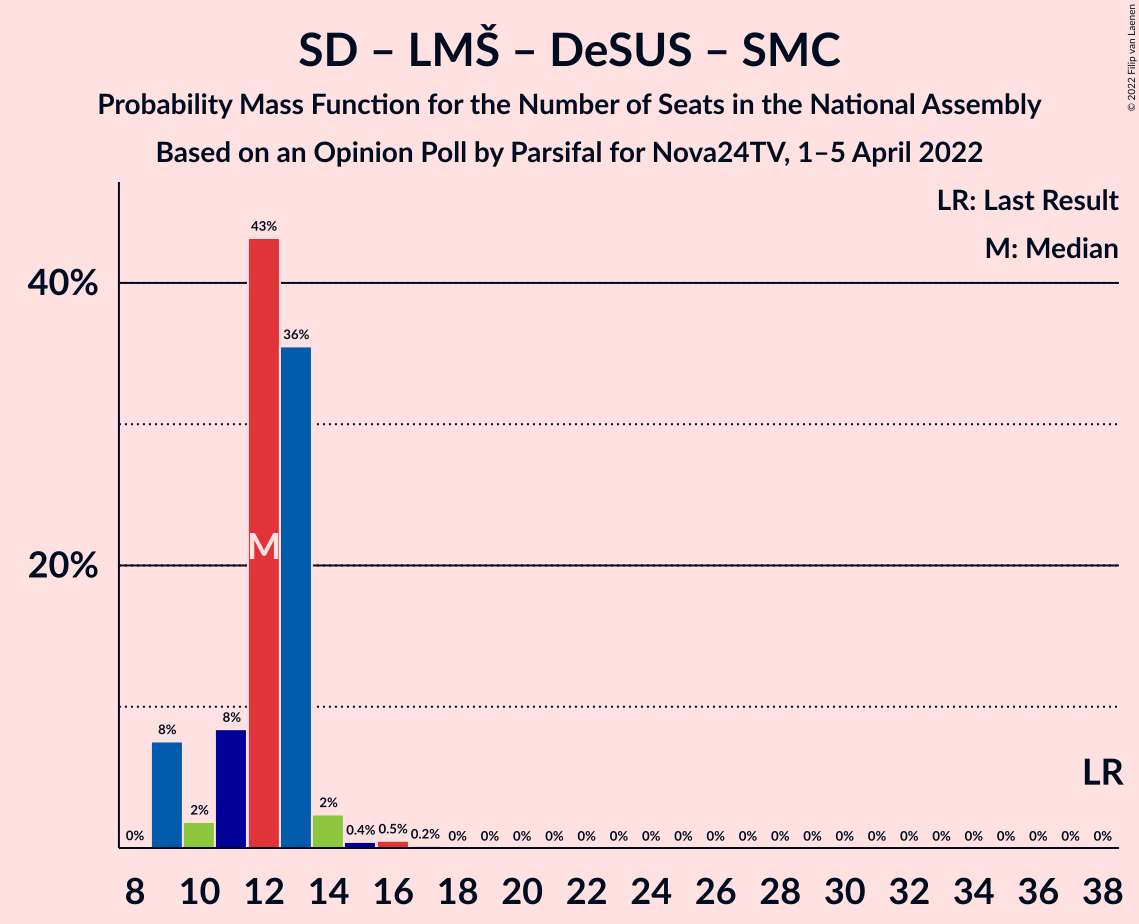 SD – LMŠ – DeSUS – SMC
Probability Mass Function for the Number of Seats in the National Assembly
Based on an Opinion Poll by Parsifal for Nova24TV, 1–5 April 2022
© 2022 Filip van Laenen
LR: Last Result
M: Median
43%
40%
36%
M
20%
8%
8%
LR
2%
2%
0%
0.4%
0.5%
0.2%
0% 0% 0% 0% 0% 0% 0% 0% 0% 0% 0% 0% 0% 0% 0% 0% 0% 0% 0% 0% 0%
8 10 12 14 16 18 20 22 24 26 28 30 32 34 36 38